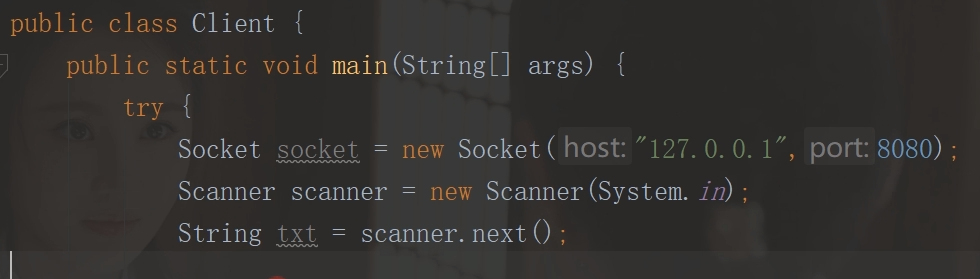 public class Client {
public static void main(String[] args) {
try {
Socket socket = new Socket( host: "127.0.0.1", port: 8080);
Scanner scanner = new Scanner(System.in);
String txt = scanner.next();